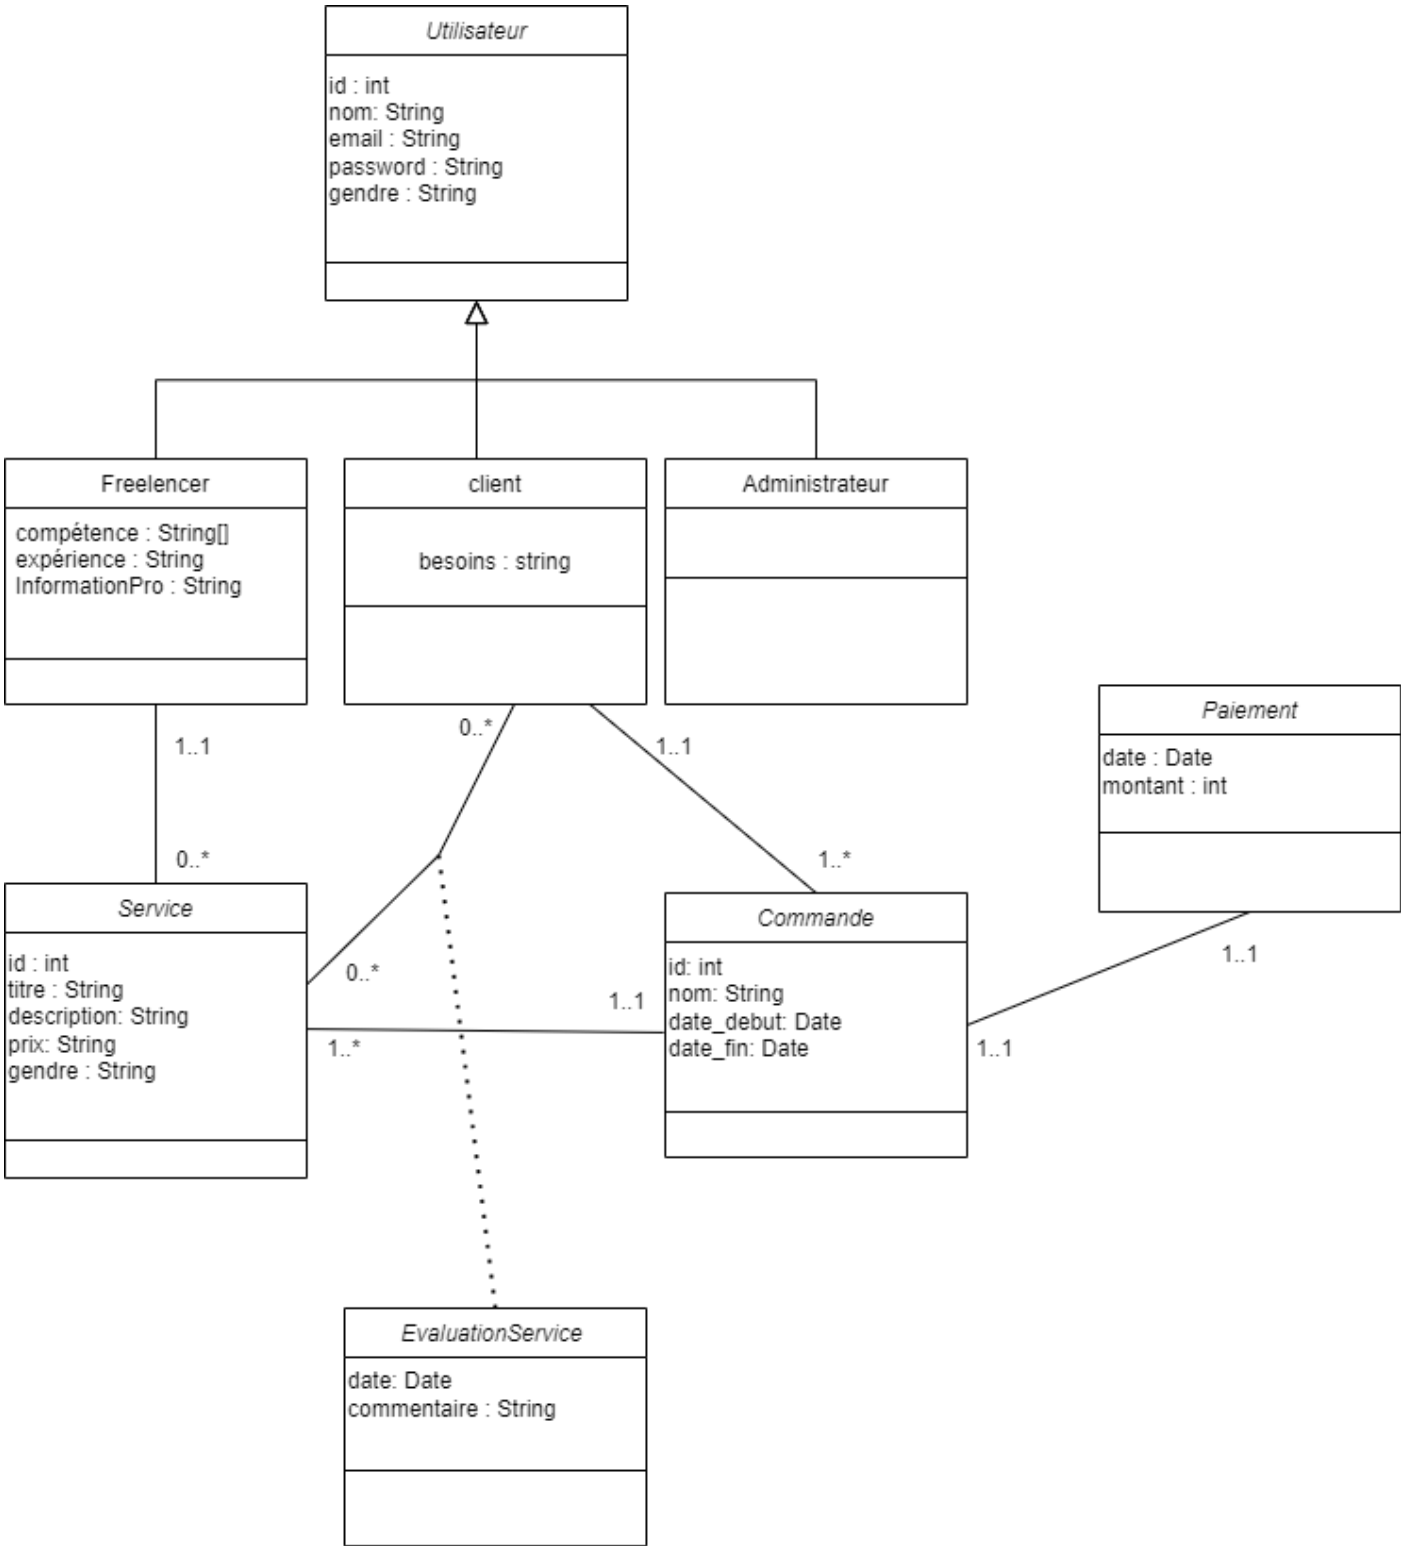 Utilisateur
id : int
nom: String
email : String
password : String
gendre : String
Freelencer
compétence : String[]
expérience : String
InformationPro : String
client
besoins : string
Administrateur
Paiement
date : Date
montant : int
1..1
0..*
0..*
0..*
1..1
1..*
Service
id : int
titre : String
description: String
prix: String
gendre : String
1..*
1..1
Commande
id: int
nom: String
date_debut: Date
date_fin: Date
1..1
1..1
EvaluationService
date: Date
commentaire : String